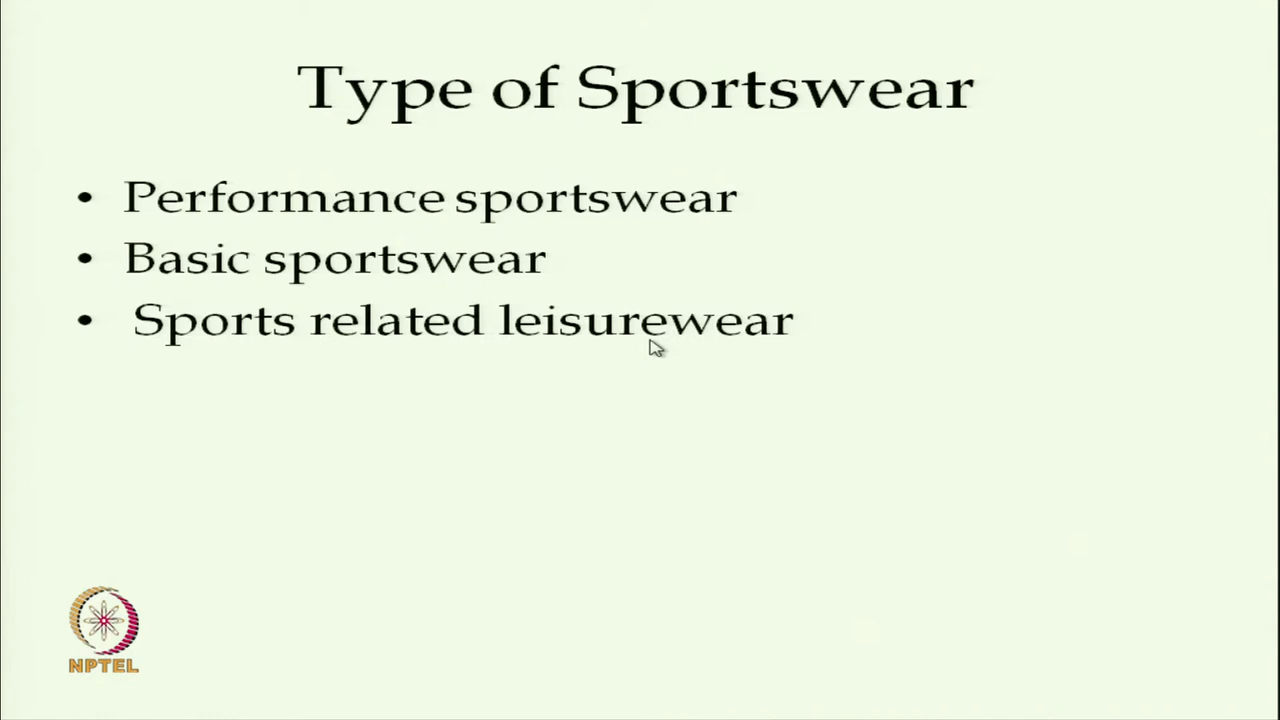 Type of Sportswear
• Performance sportswear
• Basic sportswear
• Sports related leisurewear
NPTEL